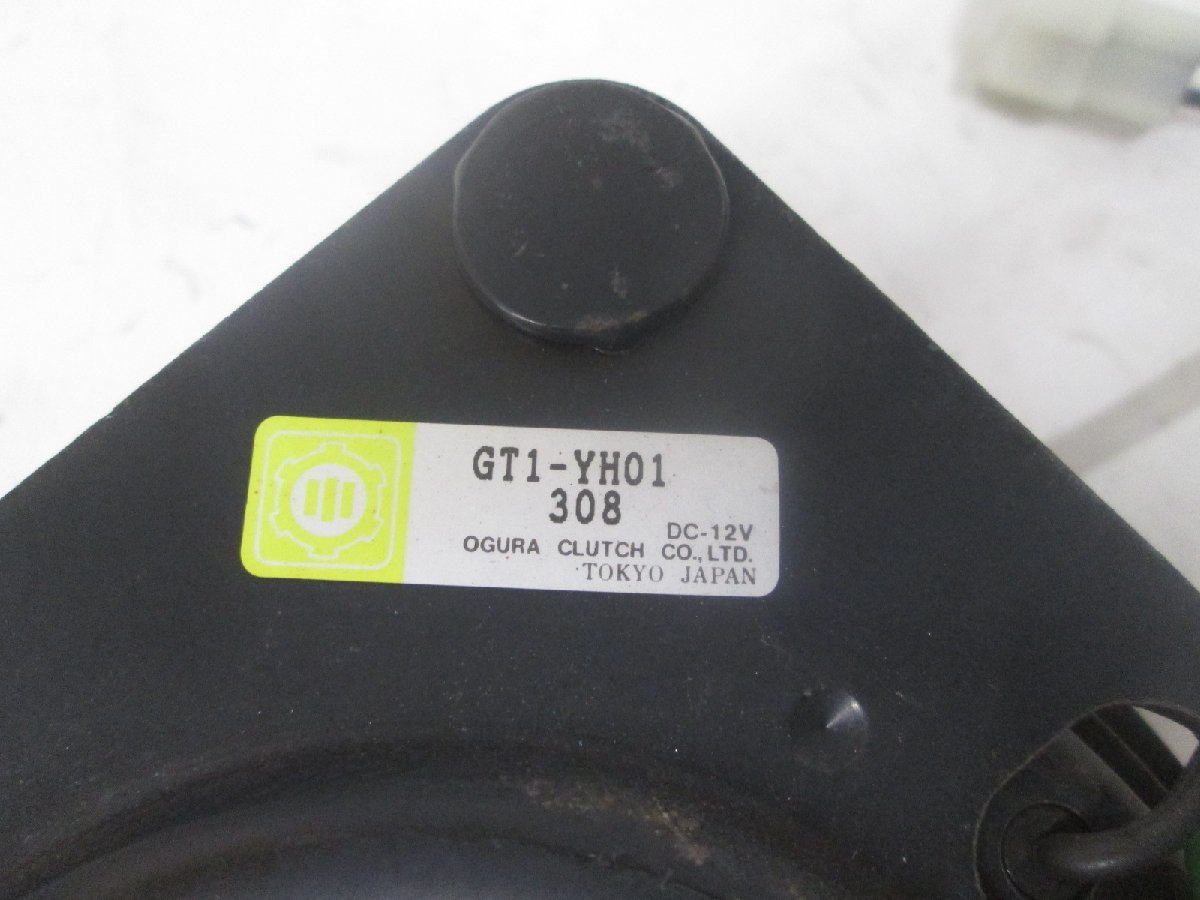 GT1-YH01
308
DC-12V
OGURA CLUTCH CO., LTD.
TOKYO JAPAN